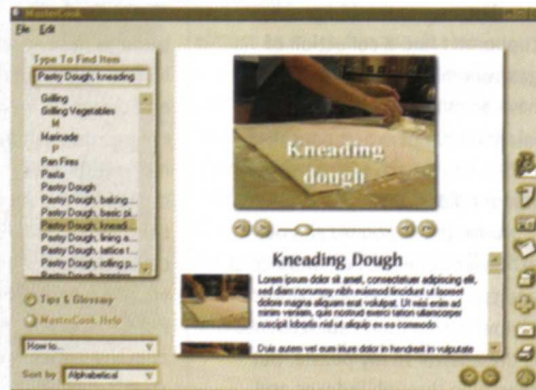 MasterCook
File Edit
Type To Find Item
Pastry Dough, kneading
Grilling
Grilling Vegetables
M
Marinade
P
Pan Fires
Pasta
Pastry Dough
Pastry Dough, baking ...
Pastry Dough, basic pi...
Pastry Dough, kneadi...
Pastry Dough, lining a...
Pastry Dough, lattice t...
Pastry Dough, rolling p...
Pastry Dough, topping
Tips & Glossary
MasterCook Help
How to...
Sort by Alphabetical
Kneading
dough
Kneading Dough
Lorem ipsum dolor sit amet, consectetuer adipiscing elit,
sed diam nonummy nibh euismod tincidunt ut laoreet
dolore magna aliquam erat volutpat. Ut wisi enim ad
minim veniam, quis nostrud exerci tation ullamcorper
suscipit lobortis nisl ut aliquip ex ea commodo
Duis autem vel eum iriure dolor in hendrerit in vulputate